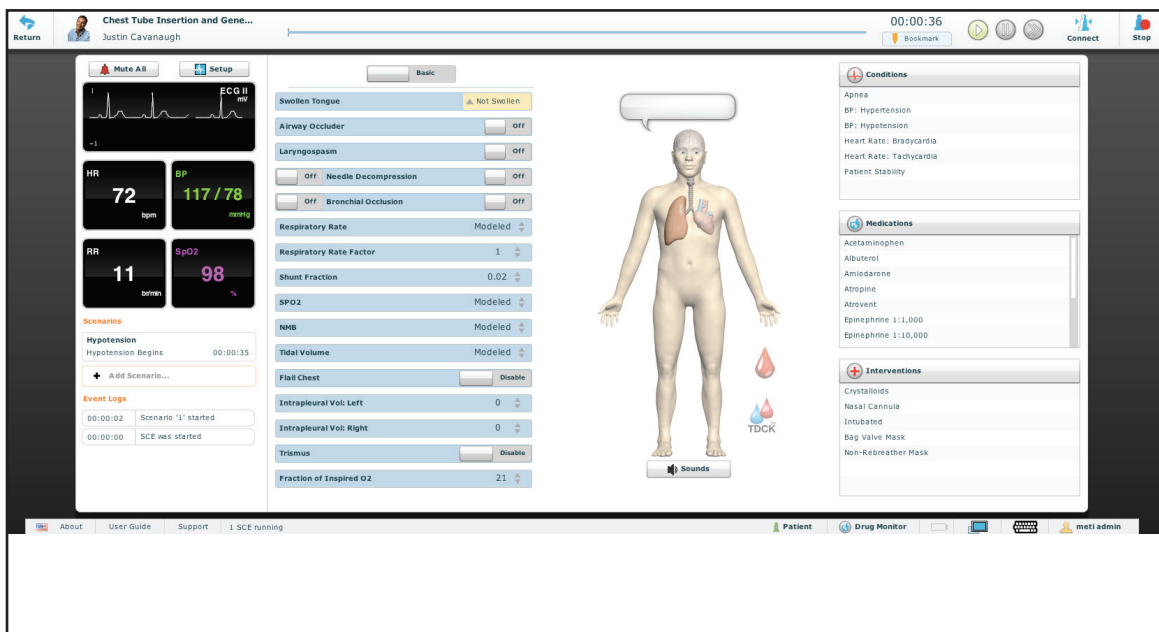 Return
Chest Tube Insertion and Gene...
Justin Cavanaugh
00:00:36
Bookmark
Connect
Stop
Mute All
Setup
1
ECG II
mV
-1
HR
72
bpm
BP
117 / 78
mmHg
RR
11
br/min
SpO2
98
%
Scenarios
Hypotension
Hypotension Begins 00:00:35
Add Scenario...
Event Logs
00:00:02 Scenario '1' started
00:00:00 SCE was started
Basic
Swollen Tongue Not Swollen
Airway Occluder Off
Laryngospasm Off
Off Needle Decompression Off
Off Bronchial Occlusion Off
Respiratory Rate Modeled
Respiratory Rate Factor 1
Shunt Fraction 0.02
SPO2 Modeled
NMB Modeled
Tidal Volume Modeled
Flail Chest Disable
Intrapleural Vol: Left 0
Intrapleural Vol: Right 0
Trismus Disable
Fraction of Inspired O2 21
TDCK
Sounds
Conditions
Apnea
BP: Hypertension
BP: Hypotension
Heart Rate: Bradycardia
Heart Rate: Tachycardia
Patient Stability
Medications
Acetaminophen
Albuterol
Amiodarone
Atropine
Atrovent
Epinephrine 1:1,000
Epinephrine 1:10,000
Interventions
Crystalloids
Nasal Cannula
Intubated
Bag Valve Mask
Non-Rebreather Mask
About User Guide Support 1 SCE running
Patient Drug Monitor meti admin